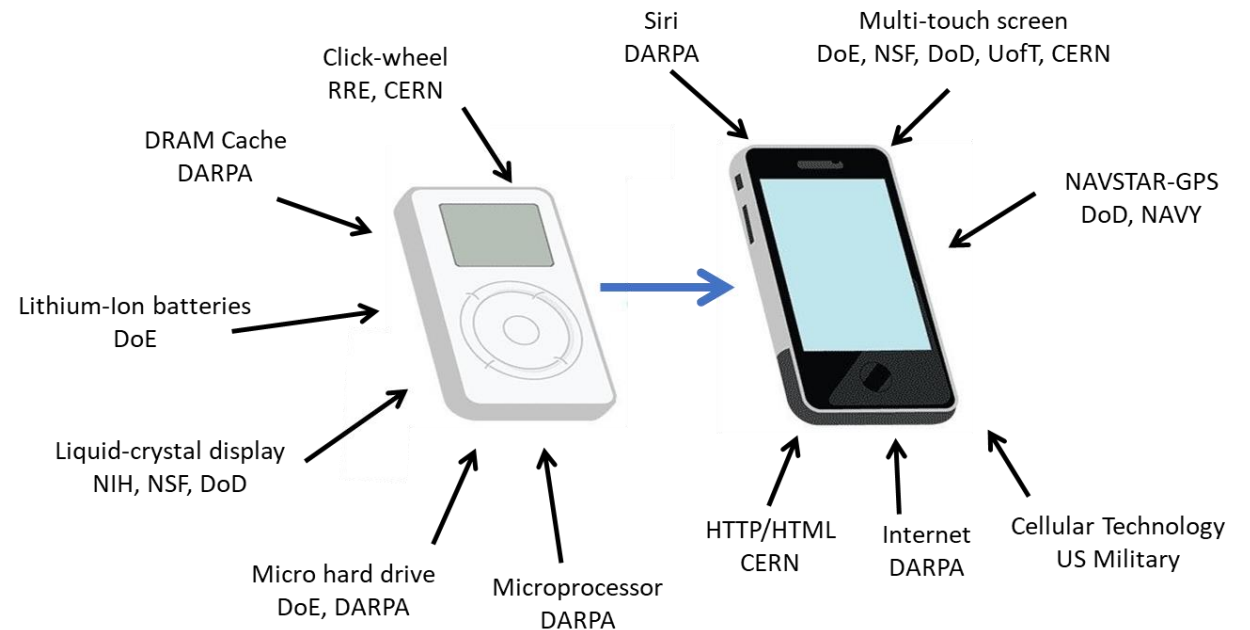 Siri
DARPA
Multi-touch screen
DoE, NSF, DoD, UofT, CERN
Click-wheel
RRE, CERN
DRAM Cache
DARPA
NAVSTAR-GPS
DoD, NAVY
Lithium-Ion batteries
DoE
Liquid-crystal display
NIH, NSF, DoD
Micro hard drive
DoE, DARPA
Microprocessor
DARPA
HTTP/HTML
CERN
Internet
DARPA
Cellular Technology
US Military